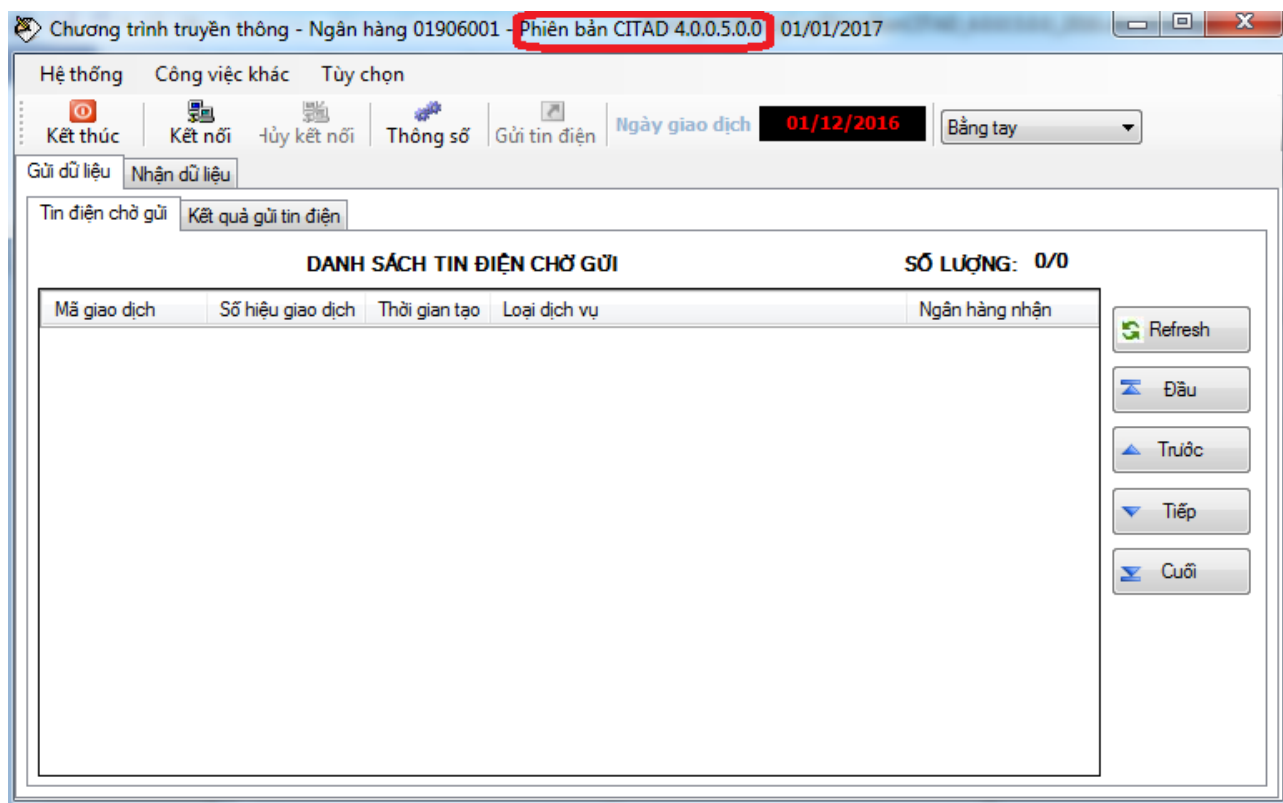 Chương trình truyền thông - Ngân hàng 01906001 - Phiên bản CITAD 4.0.0.5.0.0 01/01/2017
Hệ thống Công việc khác Tùy chọn
Kết thúc Kết nối Hủy kết nối Thông số Gửi tin điện Ngày giao dịch 01/12/2016 Bằng tay
Gửi dữ liệu Nhận dữ liệu
Tin điện chờ gửi Kết quả gửi tin điện
DANH SÁCH TIN ĐIỆN CHỜ GỬI SỐ LƯỢNG: 0/0
Mã giao dịch Số hiệu giao dịch Thời gian tạo Loại dịch vụ Ngân hàng nhận
Refresh
Đầu
Trước
Tiếp
Cuối